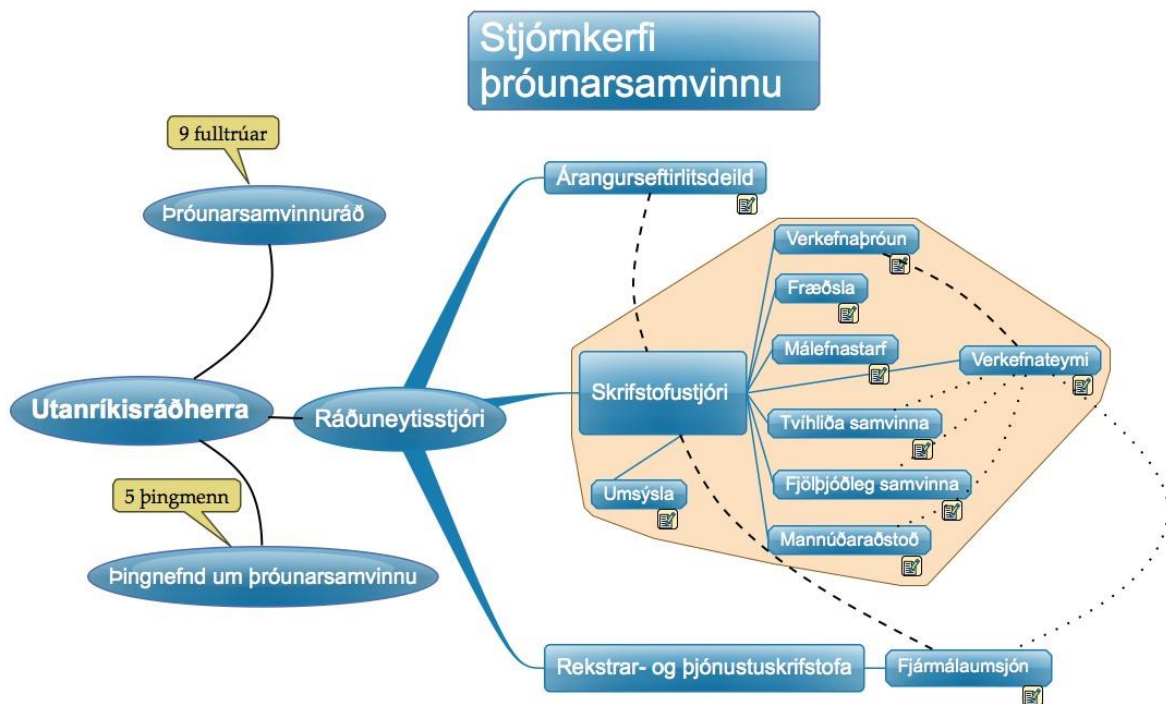 Stjórnkerfi
þróunarsamvinnu
9 fulltrúar
Þróunarsamvinnuráð
Utanríkisráðherra
5 þingmenn
Þingnefnd um þróunarsamvinnu
Ráðuneytisstjóri
Árangurseftirlitsdeild
Skrifstofustjóri
Umsýsla
Verkefnaþróun
Fræðsla
Málefnastarf
Verkefnateymi
Tvíhliða samvinna
Fjölþjóðleg samvinna
Mannúðaraðstoð
Rekstrar- og þjónustuskrifstofa
Fjármálaumsjón